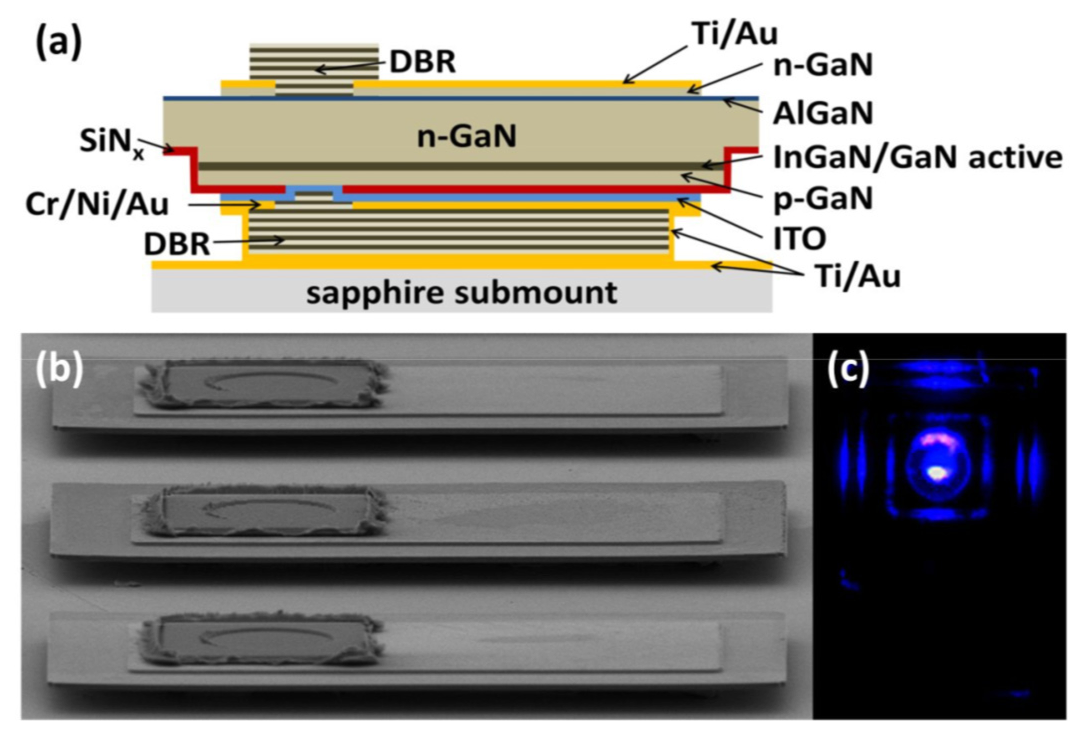 (a)
DBR
Ti/Au
n-GaN
AlGaN
n-GaN
SiNx
InGaN/GaN active
p-GaN
Cr/Ni/Au
ITO
DBR
Ti/Au
sapphire submount
(b)
(c)